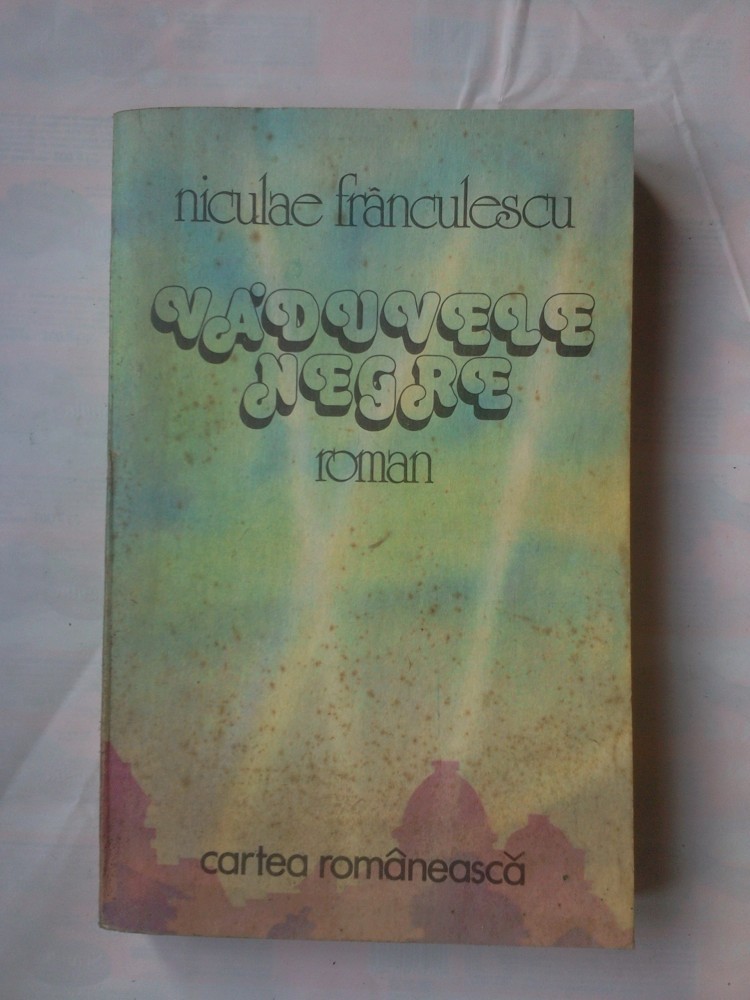 niculae frânculescu
VĂDUVELE
NEGRE
roman
cartea românească